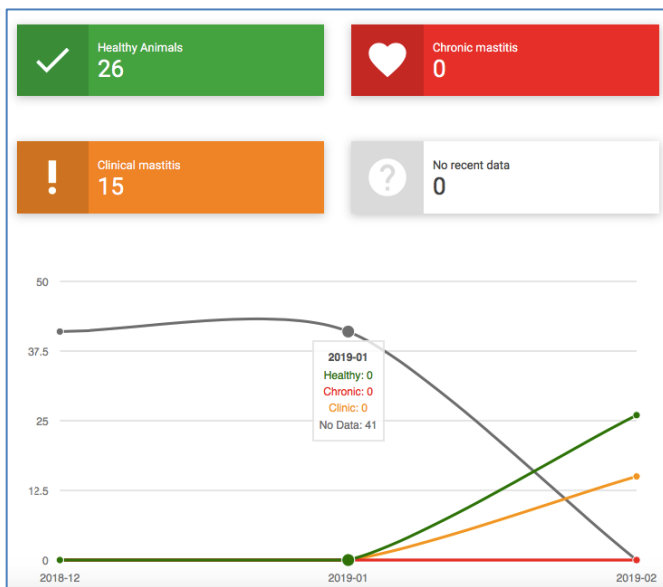 Healthy Animals
26
Chronic mastitis
0
Clinical mastitis
15
No recent data
0
50
37.5
25
12.5
0
2019-01
Healthy: 0
Chronic: 0
Clinic: 0
No Data: 41
2018-12
2019-01
2019-02